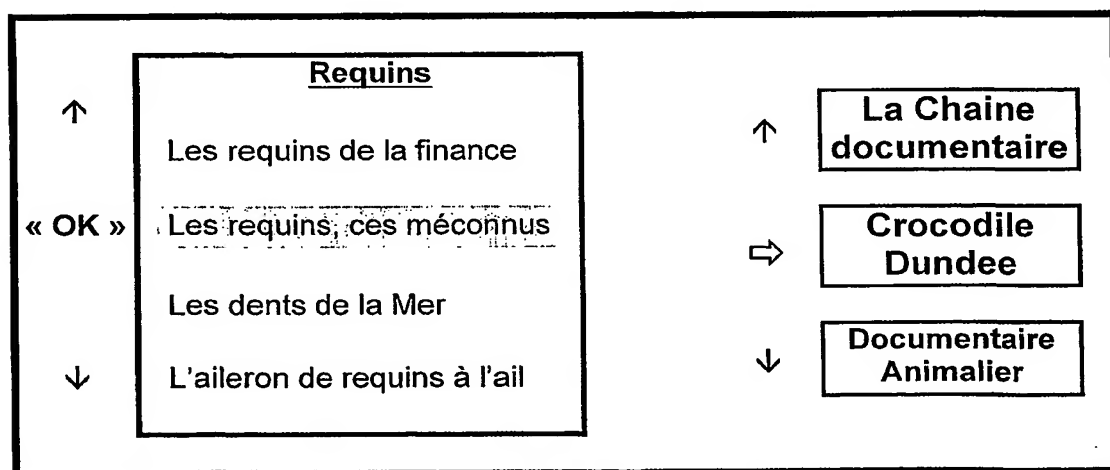 Requins
Les requins de la finance
« OK »
Les requins, ces méconnus
Les dents de la Mer
L'aileron de requins à l'ail
La Chaine
documentaire
Crocodile
Dundee
Documentaire
Animalier